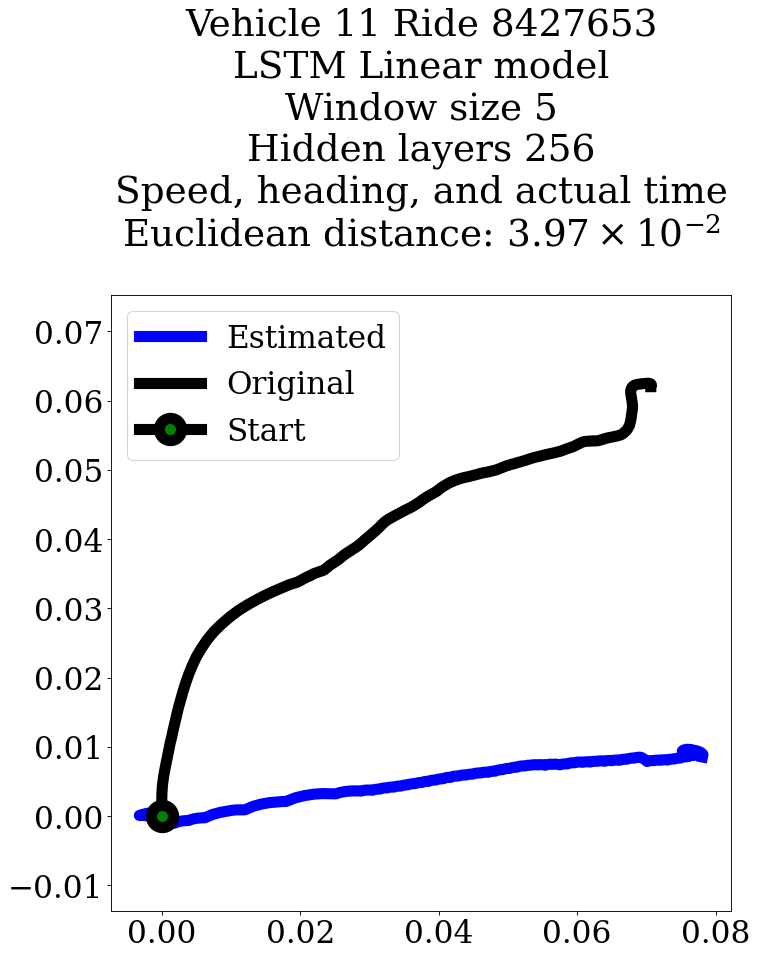 Vehicle 11 Ride 8427653
LSTM Linear model
Window size 5
Hidden layers 256
Speed, heading, and actual time
Euclidean distance: 3.97 × 10⁻²
Estimated
Original
Start
0.07
0.06
0.05
0.04
0.03
0.02
0.01
0.00
−0.01
0.00 0.02 0.04 0.06 0.08